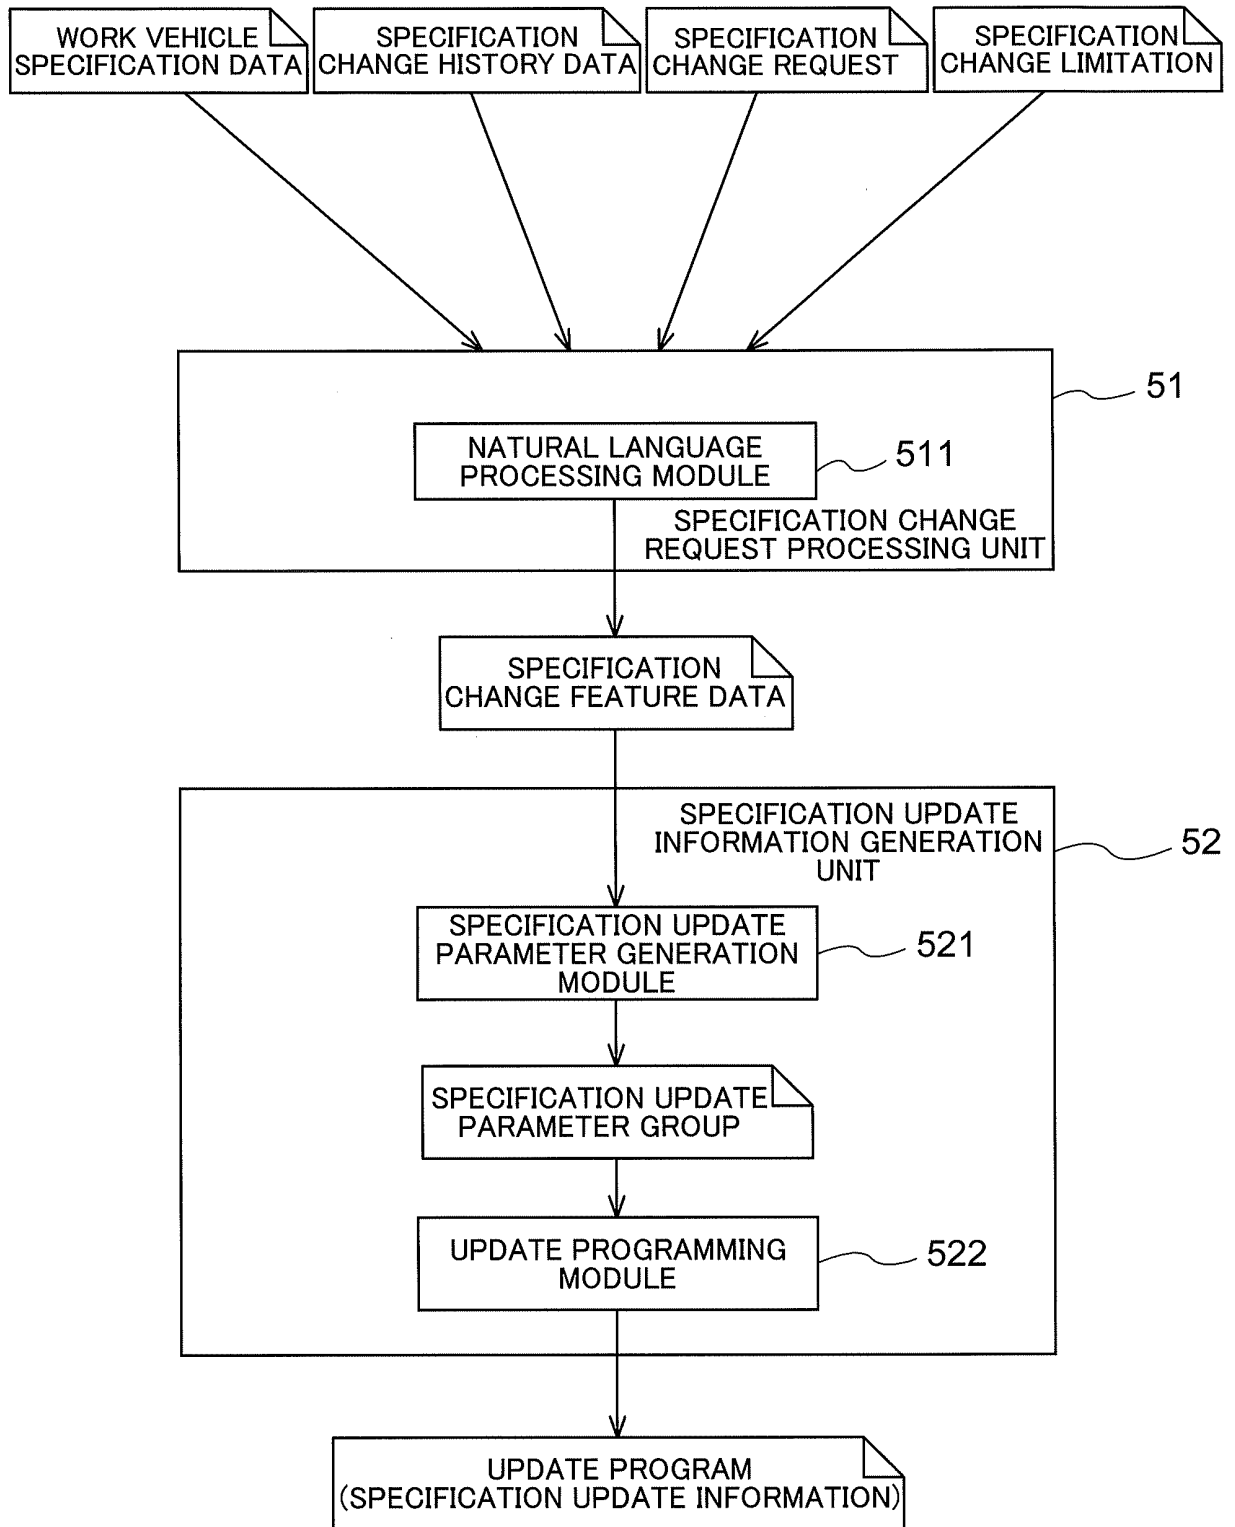 WORK VEHICLE
SPECIFICATION DATA
SPECIFICATION
CHANGE HISTORY DATA
SPECIFICATION
CHANGE REQUEST
SPECIFICATION
CHANGE LIMITATION
51
NATURAL LANGUAGE
PROCESSING MODULE
511
SPECIFICATION CHANGE
REQUEST PROCESSING UNIT
SPECIFICATION
CHANGE FEATURE DATA
SPECIFICATION UPDATE
INFORMATION GENERATION
UNIT
52
SPECIFICATION UPDATE
PARAMETER GENERATION
MODULE
521
SPECIFICATION UPDATE
PARAMETER GROUP
UPDATE PROGRAMMING
MODULE
522
UPDATE PROGRAM
(SPECIFICATION UPDATE INFORMATION)